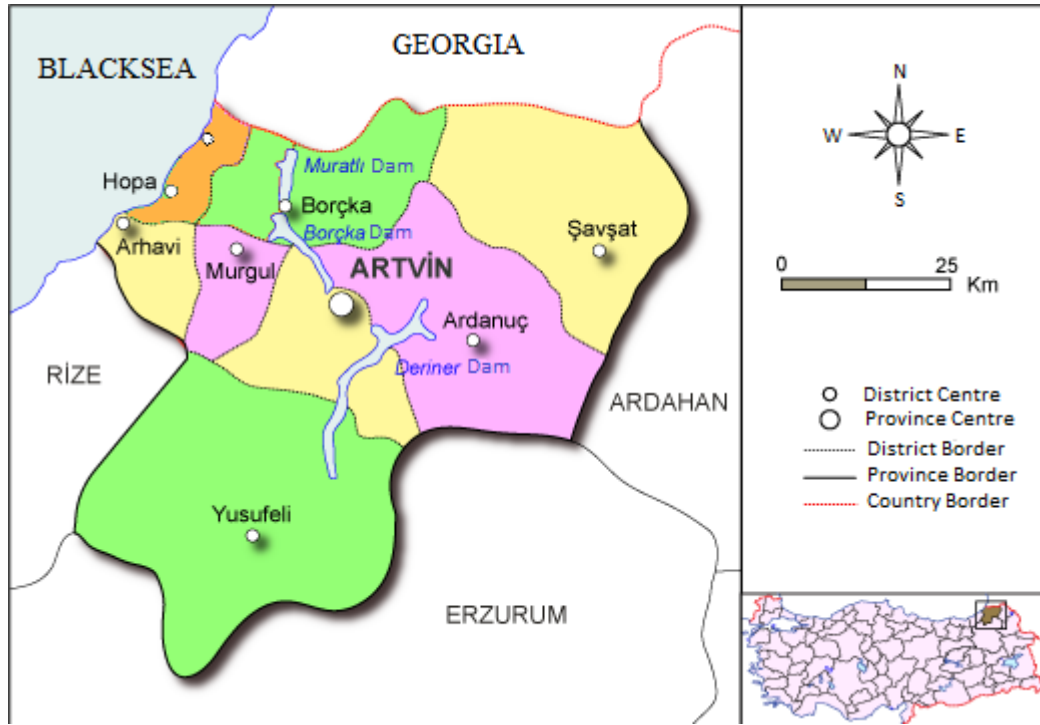 GEORGIA
BLACKSEA
Muratlı Dam
Hopa
Borçka
Arhavi
Borçka Dam
Şavşat
Murgul
ARTVİN
Ardanuç
Deriner Dam
RİZE
ARDAHAN
Yusufeli
ERZURUM
N
W E
S
0 25
Km
District Centre
Province Centre
District Border
Province Border
Country Border